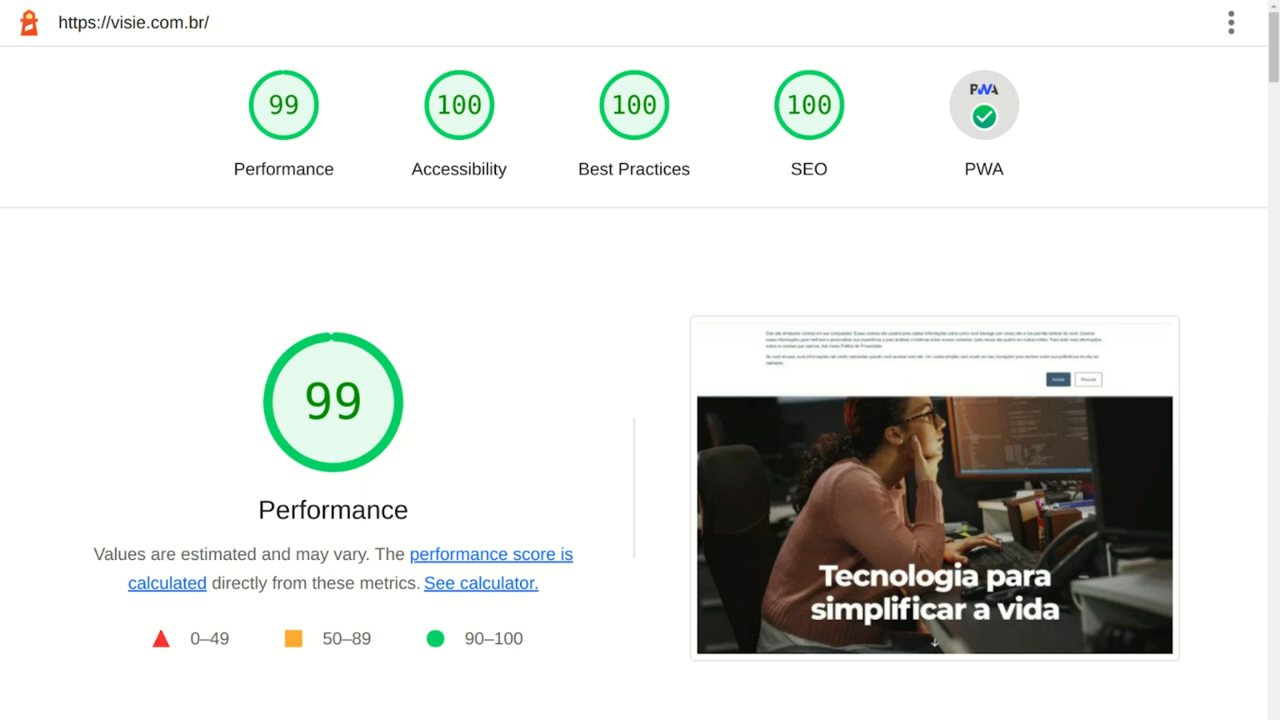 https://visie.com.br/
99
100
100
100
PWA
Performance
Accessibility
Best Practices
SEO
PWA
99
Performance
Values are estimated and may vary. The performance score is
calculated directly from these metrics. See calculator.
0–49
50–89
90–100
Tecnologia para
simplificar a vida